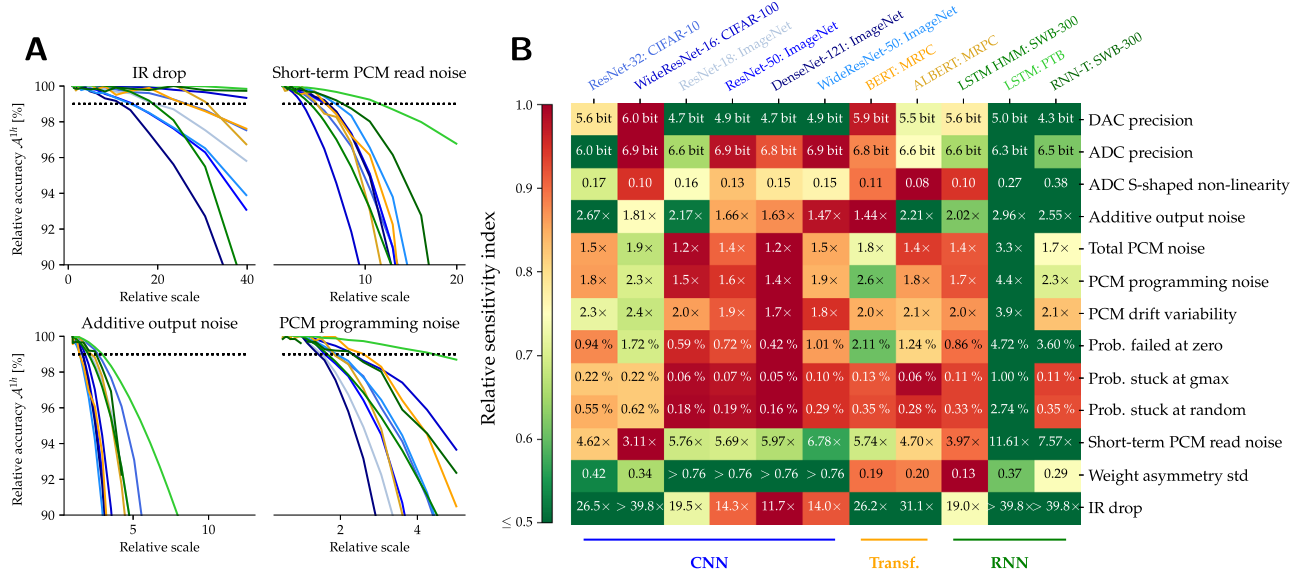 A
IR drop
Short-term PCM read noise
Relative accuracy 𝒜¹ʰ [%]
100
98
96
94
92
90
0
20
40
10
20
Relative scale
Relative scale
Additive output noise
PCM programming noise
Relative accuracy 𝒜¹ʰ [%]
100
98
96
94
92
90
5
10
2
4
Relative scale
Relative scale
B
ResNet-32: CIFAR-10
WideResNet-16: CIFAR-100
ResNet-18: ImageNet
ResNet-50: ImageNet
DenseNet-121: ImageNet
WideResNet-50: ImageNet
BERT: MRPC
ALBERT: MRPC
LSTM HMM: SWB-300
LSTM: PTB
RNN-T: SWB-300
Relative sensitivity index
1.0
0.9
0.8
0.7
0.6
≤ 0.5
5.6 bit 6.0 bit 4.7 bit 4.9 bit 4.7 bit 4.9 bit 5.9 bit 5.5 bit 5.6 bit 5.0 bit 4.3 bit DAC precision
6.0 bit 6.9 bit 6.6 bit 6.9 bit 6.8 bit 6.9 bit 6.8 bit 6.6 bit 6.6 bit 6.3 bit 6.5 bit ADC precision
0.17 0.10 0.16 0.13 0.15 0.15 0.11 0.08 0.10 0.27 0.38 ADC S-shaped non-linearity
2.67× 1.81× 2.17× 1.66× 1.63× 1.47× 1.44× 2.21× 2.02× 2.96× 2.55× Additive output noise
1.5× 1.9× 1.2× 1.4× 1.2× 1.5× 1.8× 1.4× 1.4× 3.3× 1.7× Total PCM noise
1.8× 2.3× 1.5× 1.6× 1.4× 1.9× 2.6× 1.8× 1.7× 4.4× 2.3× PCM programming noise
2.3× 2.4× 2.0× 1.9× 1.7× 1.8× 2.0× 2.1× 2.0× 3.9× 2.1× PCM drift variability
0.94 % 1.72 % 0.59 % 0.72 % 0.42 % 1.01 % 2.11 % 1.24 % 0.86 % 4.72 % 3.60 % Prob. failed at zero
0.22 % 0.22 % 0.06 % 0.07 % 0.05 % 0.10 % 0.13 % 0.06 % 0.11 % 1.00 % 0.11 % Prob. stuck at gmax
0.55 % 0.62 % 0.18 % 0.19 % 0.16 % 0.29 % 0.35 % 0.28 % 0.33 % 2.74 % 0.35 % Prob. stuck at random
4.62× 3.11× 5.76× 5.69× 5.97× 6.78× 5.74× 4.70× 3.97× 11.61× 7.57× Short-term PCM read noise
0.42 0.34 > 0.76 > 0.76 > 0.76 > 0.76 0.19 0.20 0.13 0.37 0.29 Weight asymmetry std
26.5× > 39.8× 19.5× 14.3× 11.7× 14.0× 26.2× 31.1× 19.0× > 39.8× > 39.8× IR drop
CNN
Transf.
RNN